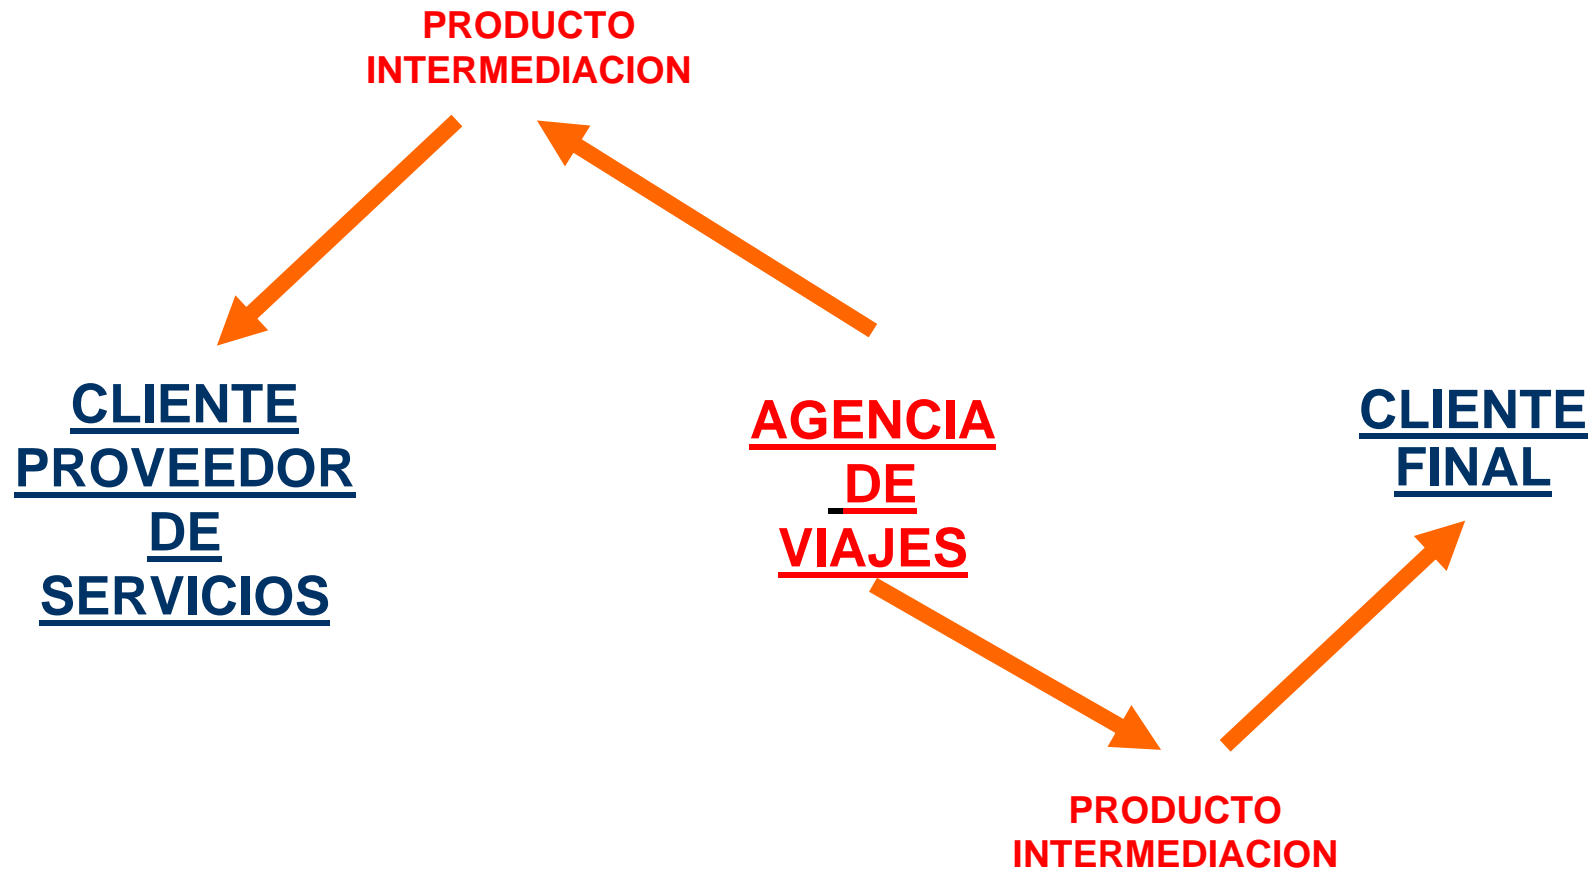 PRODUCTO
INTERMEDIACION
CLIENTE
PROVEEDOR
DE
SERVICIOS
AGENCIA
DE
VIAJES
CLIENTE
FINAL
PRODUCTO
INTERMEDIACION